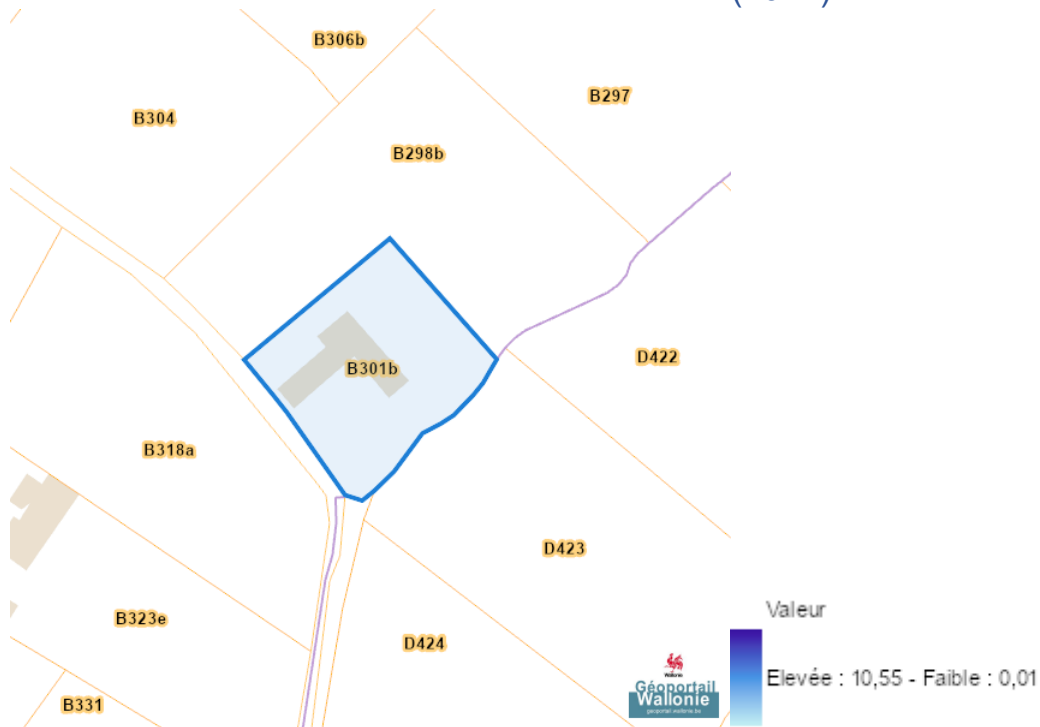 B306b
B297
B304
B298b
B301b
D422
B318a
D423
B323e
D424
B331
Valeur
Elevée : 10,55 - Faible : 0,01
Wallonie
Géoportail
Wallonie
geoportail.wallonie.be